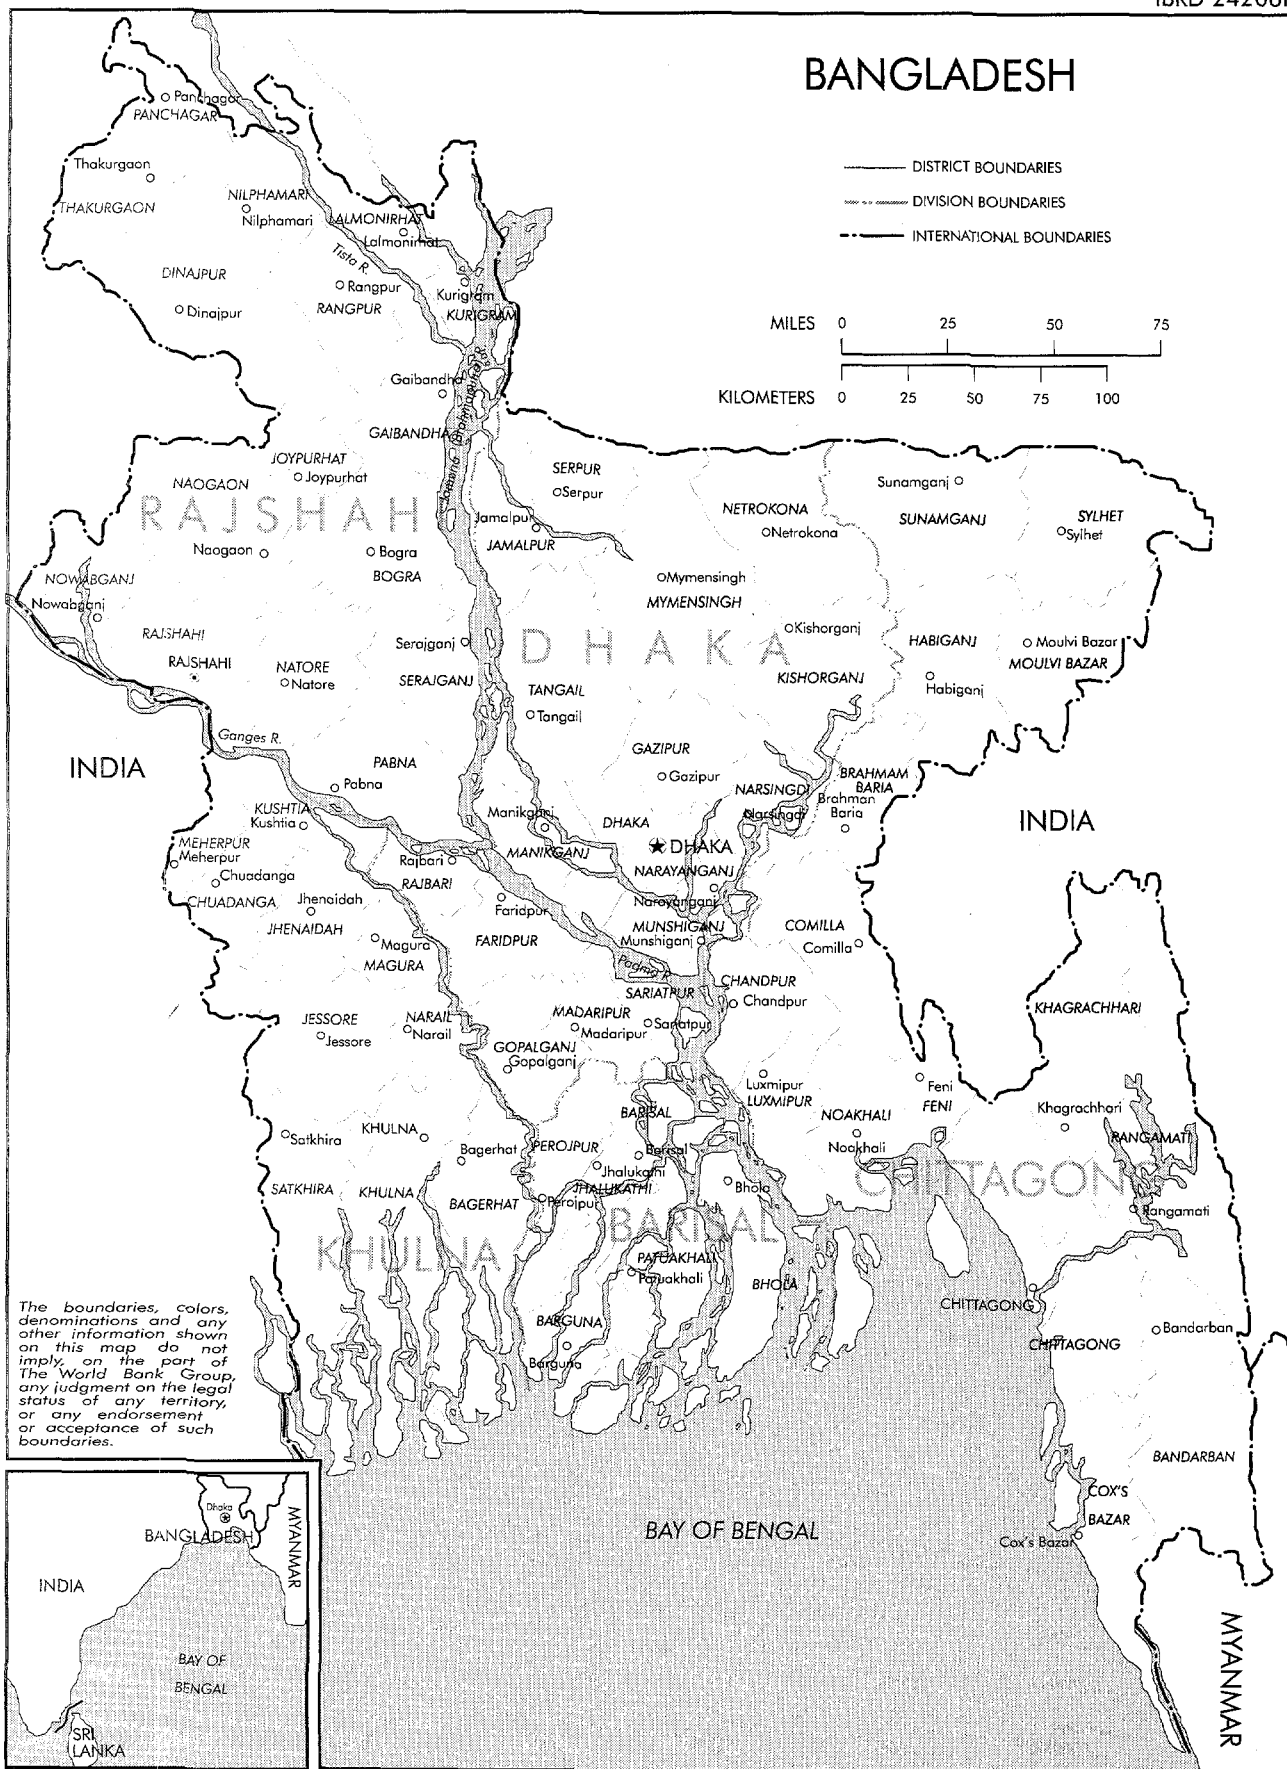 BANGLADESH
DISTRICT BOUNDARIES
DIVISION BOUNDARIES
INTERNATIONAL BOUNDARIES
MILES 0 25 50 75
KILOMETERS 0 25 50 75 100
Panchagar
PANCHAGAR
Thakurgaon
THAKURGAON
NILPHAMARI
Nilphamari
LALMONIRHAT
Lalmonirhat
Tista R.
DINAJPUR
Dinajpur
Rangpur
RANGPUR
Kurigram
KURIGRAM
Gaibandha
GAIBANDHA
Jamuna (Brahmaputra) R.
JOYPURHAT
Joypurhat
NAOGAON
RAJSHAHI
Naogaon
Bogra
BOGRA
SERPUR
Serpur
Jamalpur
JAMALPUR
NETROKONA
Netrokona
Sunamganj
SUNAMGANJ
SYLHET
Sylhet
NOWABGANJ
Nowabganj
Mymensingh
MYMENSINGH
RAJSHAHI
RAJSHAHI
NATORE
Natore
Serajganj
SERAJGANJ
DHAKA
Kishorganj
KISHORGANJ
HABIGANJ
Habiganj
Moulvi Bazar
MOULVI BAZAR
TANGAIL
Tangail
Ganges R.
INDIA
PABNA
Pabna
GAZIPUR
Gazipur
NARSINGDI
Narsingdi
BRAHMAM
BARIA
Brahman
Baria
INDIA
KUSHTIA
Kushtia
MEHERPUR
Meherpur
Chuadanga
CHUADANGA
Jhenaidah
JHENAIDAH
Manikganj
MANIKGANJ
DHAKA
DHAKA
Rajbari
RAJBARI
NARAYANGANJ
Narayanganj
Faridpur
FARIDPUR
MUNSHIGANJ
Munshiganj
COMILLA
Comilla
Magura
MAGURA
Padma R.
SARIATPUR
Sariatpur
CHANDPUR
Chandpur
KHAGRACHHARI
Khagrachhari
JESSORE
Jessore
NARAIL
Narail
MADARIPUR
Madaripur
GOPALGANJ
Gopalganj
Luxmipur
LUXMIPUR
Feni
FENI
NOAKHALI
Noakhali
BARISAL
Barisal
Satkhira
SATKHIRA
KHULNA
KHULNA
Bagerhat
BAGERHAT
PEROJPUR
Perojpur
Jhalukathi
JHALUKATHI
Bhola
BHOLA
CHITTAGONG
RANGAMATI
Rangamati
KHULNA
BARISAL
PATUAKHALI
Patuakhali
BARGUNA
Barguna
CHITTAGONG
CHITTAGONG
Bandarban
BANDARBAN
COX'S
BAZAR
Cox's Bazar
BAY OF BENGAL
MYANMAR
The boundaries, colors,
denominations and any
other information shown
on this map do not
imply, on the part of
The World Bank Group,
any judgment on the legal
status of any territory,
or any endorsement
or acceptance of such
boundaries.
Dhaka
BANGLADESH
MYANMAR
INDIA
BAY OF
BENGAL
SRI
LANKA